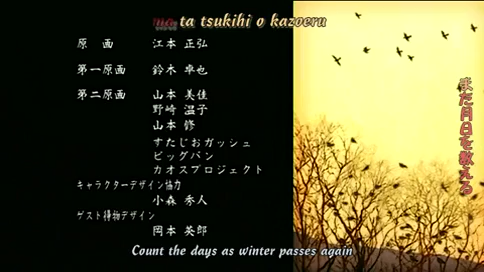 ma ta tsukihi o kazoeru
原　画　江本 正弘
第一原画　鈴木 卓也
第二原画　山本 美佳
野崎 温子
山本 修
すたじおガッシュ
ビッグバン
カオスプロジェクト
キャラクターデザイン協力
小森 秀人
ゲスト得物デザイン
岡本 英郎
また月日を数える
Count the days as winter passes again